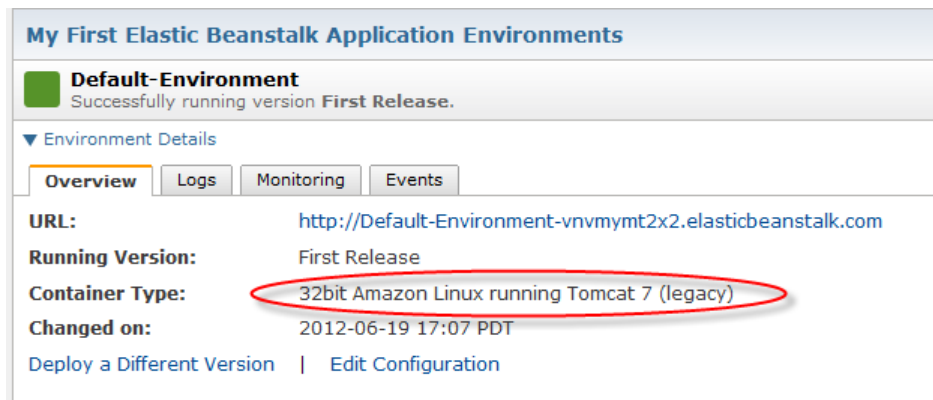 My First Elastic Beanstalk Application Environments
Default-Environment
Successfully running version First Release.
▼ Environment Details
Overview Logs Monitoring Events
URL: http://Default-Environment-vnvmymt2x2.elasticbeanstalk.com
Running Version: First Release
Container Type: 32bit Amazon Linux running Tomcat 7 (legacy)
Changed on: 2012-06-19 17:07 PDT
Deploy a Different Version | Edit Configuration